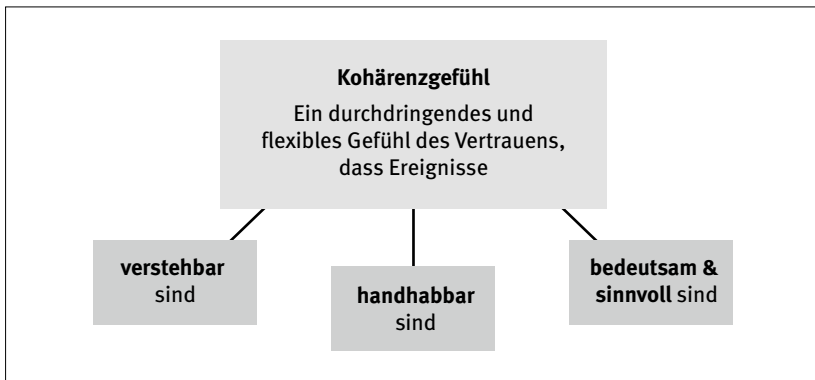 Kohärenzgefühl
Ein durchdringendes und
flexibles Gefühl des Vertrauens,
dass Ereignisse
verstehbar
sind
handhabbar
sind
bedeutsam &
sinnvoll sind